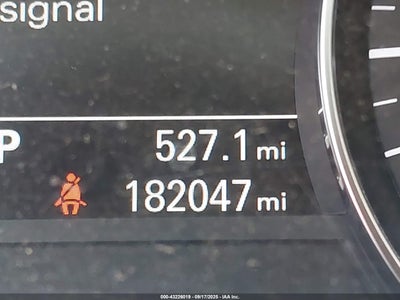 signal
P 527.1 mi
182047 mi
000-43226019 - 09/17/2025 - IAA Inc.